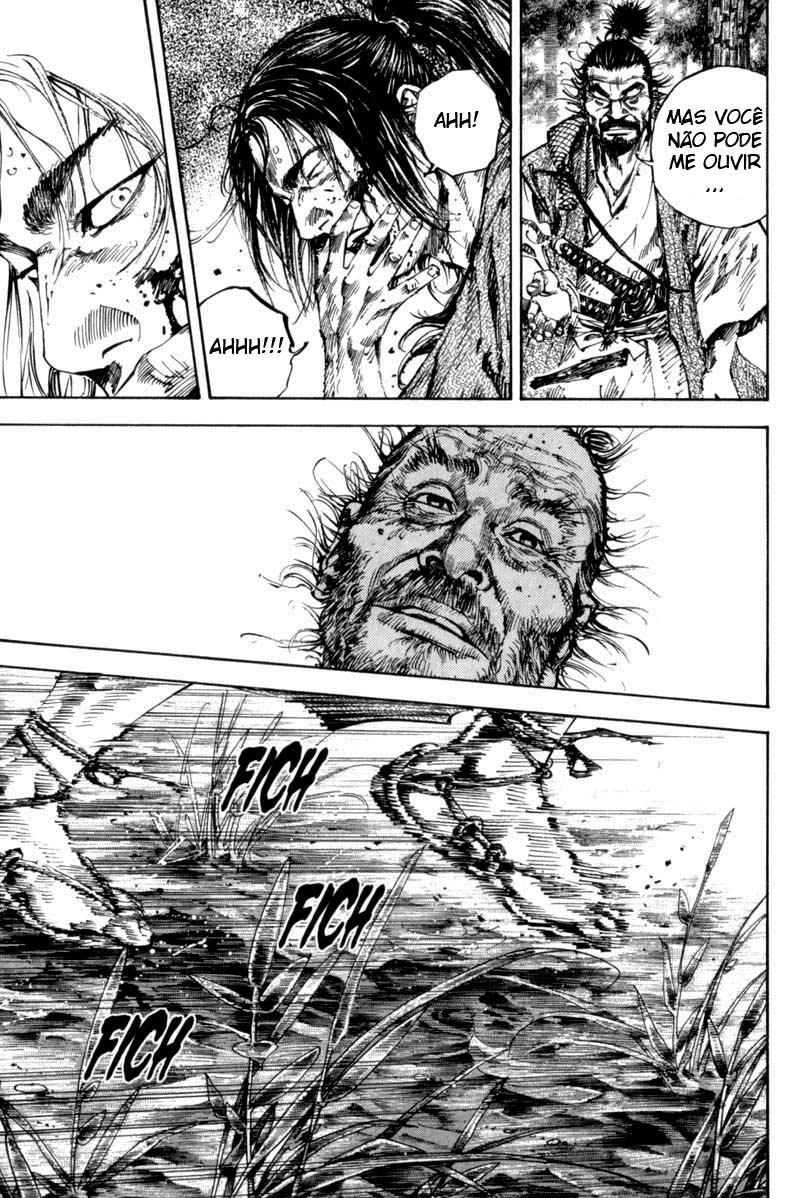 MAS VOCÊ
NÃO PODE
ME OUVIR
...
AHH!
AHHH!!!
FICH
FICH
FICH